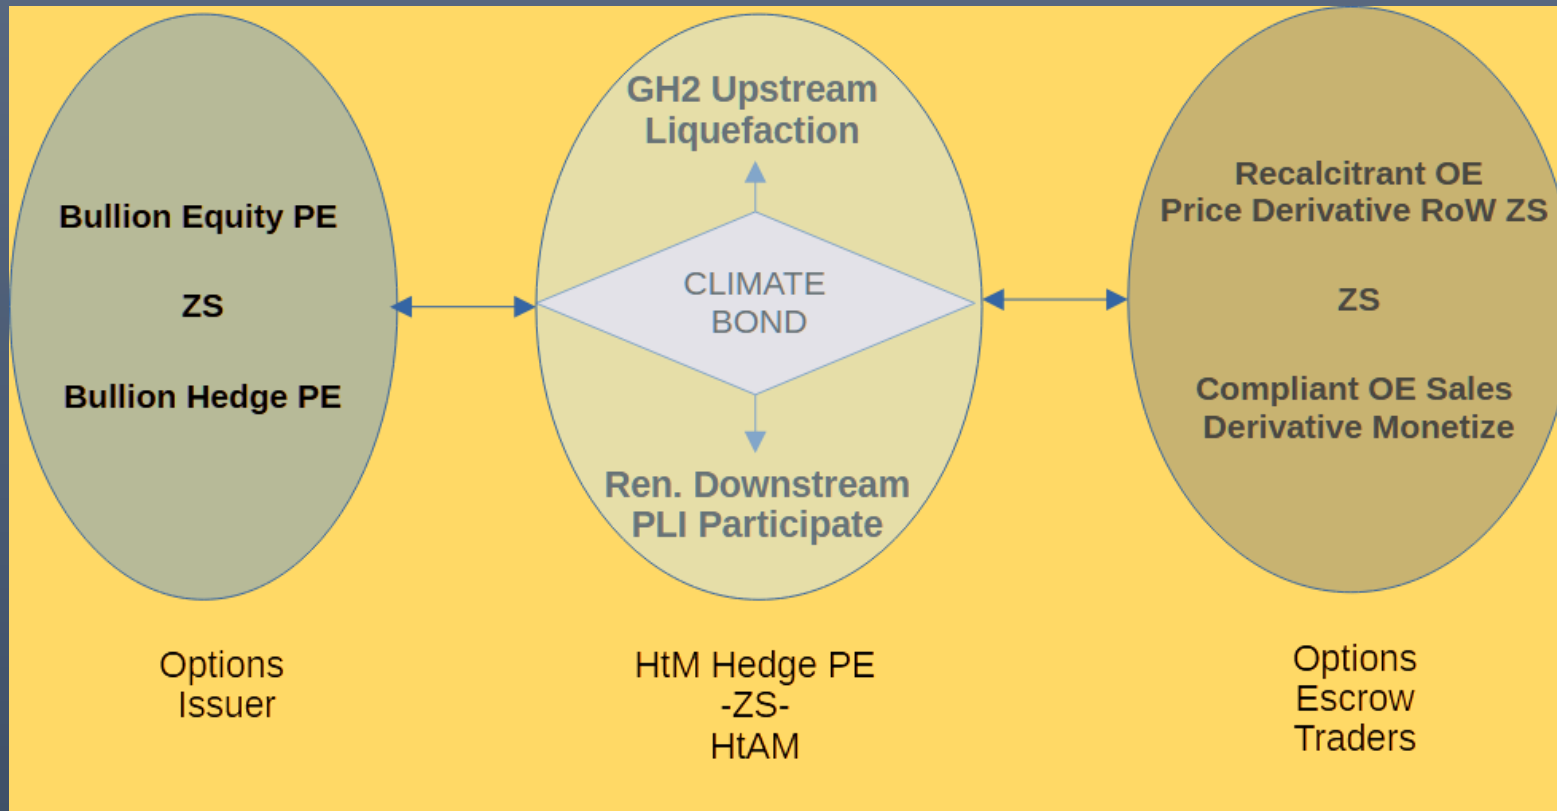 Bullion Equity PE
ZS
Bullion Hedge PE
Options
Issuer
GH2 Upstream
Liquefaction
CLIMATE
BOND
Ren. Downstream
PLI Participate
HtM Hedge PE
-ZS-
HtAM
Recalcitrant OE
Price Derivative RoW ZS
ZS
Compliant OE Sales
Derivative Monetize
Options
Escrow
Traders